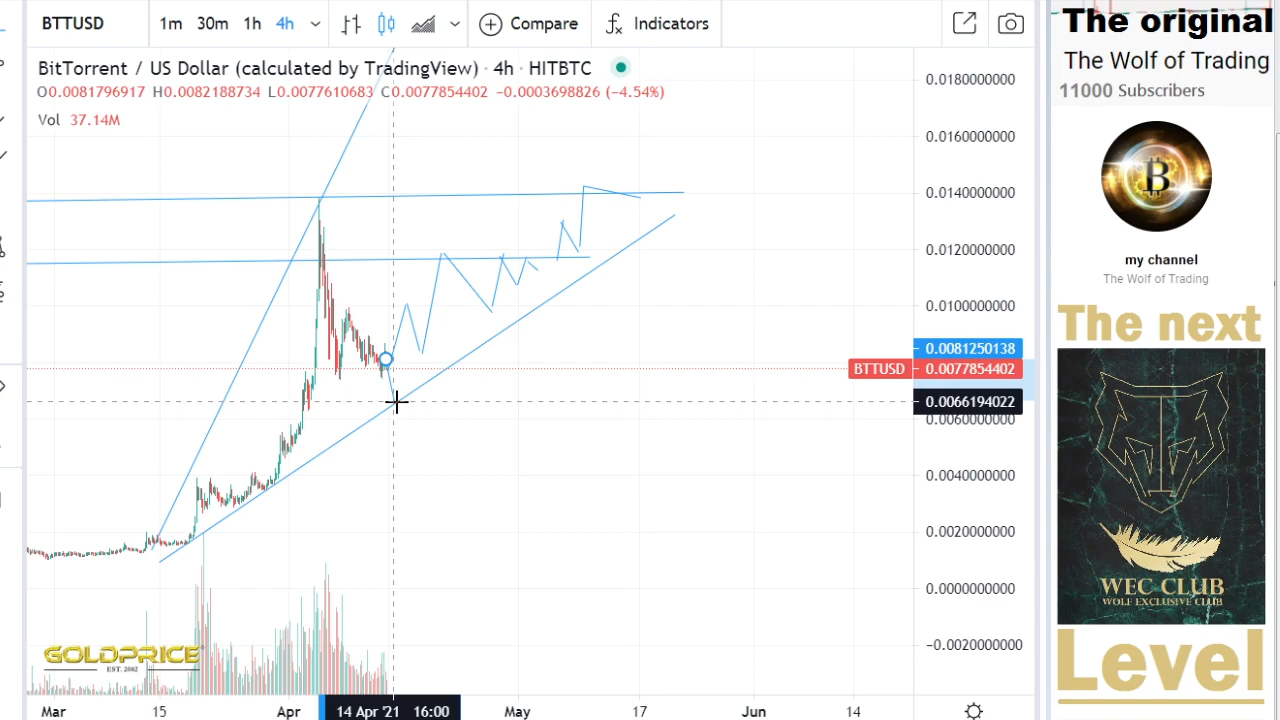 BTTUSD 1m 30m 1h 4h Compare Indicators
BitTorrent / US Dollar (calculated by TradingView) · 4h · HITBTC
O0.0081796917 H0.0082188734 L0.0077610683 C0.0077854402 −0.0003698826 (−4.54%)
Vol 37.14M
0.0180000000
0.0160000000
0.0140000000
0.0120000000
0.0100000000
0.0081250138
BTTUSD 0.0077854402
0.0066194022
0.0060000000
0.0040000000
0.0020000000
0.0000000000
−0.0020000000
GOLDPRICE
EST. 2002
Mar 15 Apr 14 Apr '21 16:00 May 17 Jun 14
The original
The Wolf of Trading
11000 Subscribers
B
my channel
The Wolf of Trading
The next
WEC CLUB
WOLF EXCLUSIVE CLUB
Level